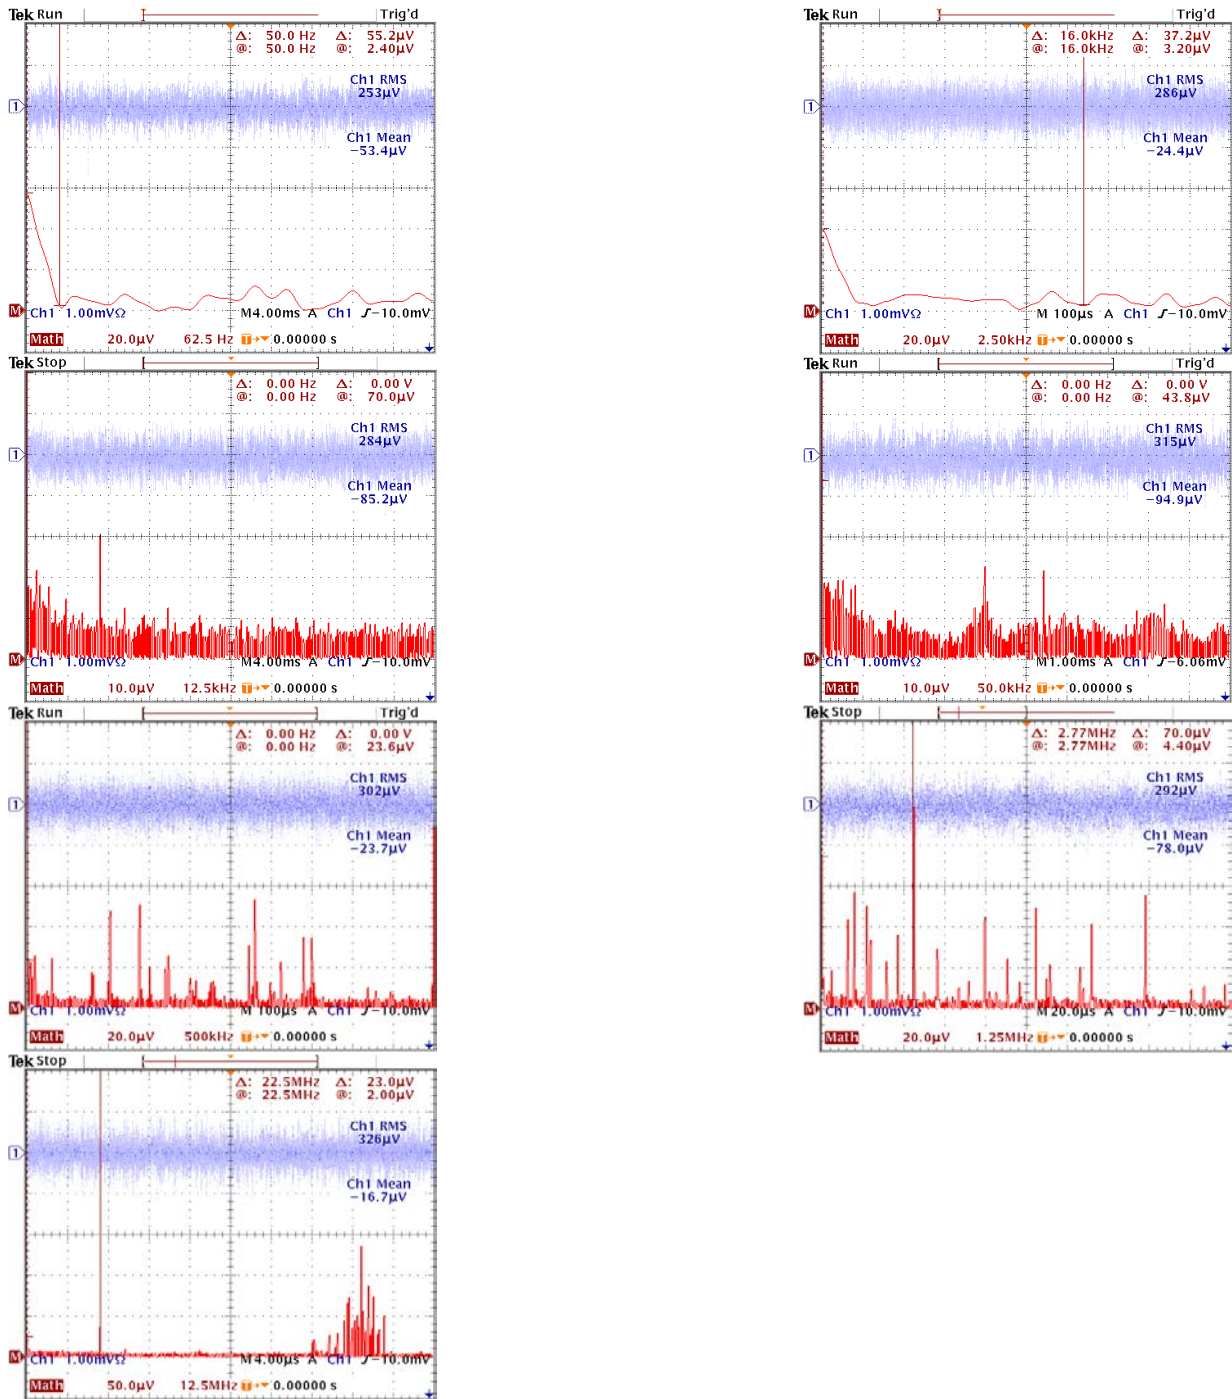 Tek Run Trig'd
Δ: 50.0 Hz Δ: 55.2µV
@: 50.0 Hz @: 2.40µV
Ch1 RMS
253µV
1
Ch1 Mean
−53.4µV
M
Ch1 1.00mVΩ M4.00ms A Ch1 ʃ−10.0mV
Math 20.0µV 62.5 Hz T→▼ 0.00000 s
Tek Run Trig'd
Δ: 16.0kHz Δ: 37.2µV
@: 16.0kHz @: 3.20µV
Ch1 RMS
286µV
1
Ch1 Mean
−24.4µV
M
Ch1 1.00mVΩ M 100µs A Ch1 ʃ−10.0mV
Math 20.0µV 2.50kHz T→▼ 0.00000 s
Tek Stop
Δ: 0.00 Hz Δ: 0.00 V
@: 0.00 Hz @: 70.0µV
Ch1 RMS
284µV
1
Ch1 Mean
−85.2µV
M
Ch1 1.00mVΩ M4.00ms A Ch1 ʃ−10.0mV
Math 10.0µV 12.5kHz T→▼ 0.00000 s
Tek Run Trig'd
Δ: 0.00 Hz Δ: 0.00 V
@: 0.00 Hz @: 43.8µV
Ch1 RMS
315µV
1
Ch1 Mean
−94.9µV
M
Ch1 1.00mVΩ M1.00ms A Ch1 ʃ−6.06mV
Math 10.0µV 50.0kHz T→▼ 0.00000 s
Tek Run Trig'd
Δ: 0.00 Hz Δ: 0.00 V
@: 0.00 Hz @: 23.6µV
Ch1 RMS
302µV
1
Ch1 Mean
−23.7µV
M
Ch1 1.00mVΩ M 100µs A Ch1 ʃ−10.0mV
Math 20.0µV 500kHz T→▼ 0.00000 s
Tek Stop
Δ: 2.77MHz Δ: 70.0µV
@: 2.77MHz @: 4.40µV
Ch1 RMS
292µV
1
Ch1 Mean
−78.0µV
M
Ch1 1.00mVΩ M20.0µs A Ch1 ʃ−10.0mV
Math 20.0µV 1.25MHz T→▼ 0.00000 s
Tek Stop
Δ: 22.5MHz Δ: 23.0µV
@: 22.5MHz @: 2.00µV
Ch1 RMS
326µV
1
Ch1 Mean
−16.7µV
M
Ch1 1.00mVΩ M4.00µs A Ch1 ʃ−10.0mV
Math 50.0µV 12.5MHz T→▼ 0.00000 s